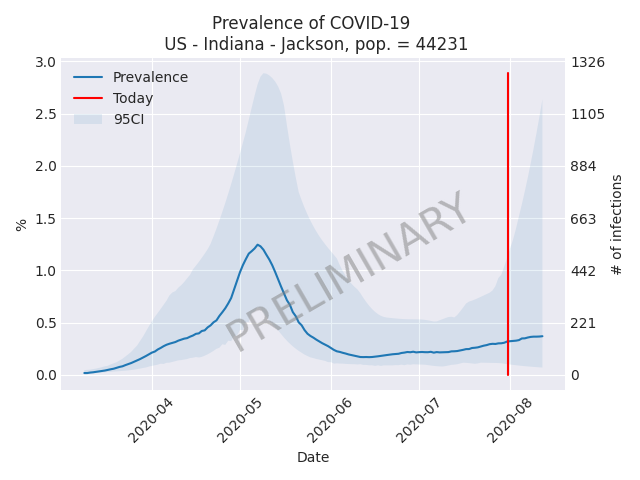 Prevalence of COVID-19
US - Indiana - Jackson, pop. = 44231
Prevalence
Today
95CI
PRELIMINARY
%
3.0
2.5
2.0
1.5
1.0
0.5
0.0
1326
1105
884
663
442
221
0
# of infections
2020-04
2020-05
2020-06
2020-07
2020-08
Date